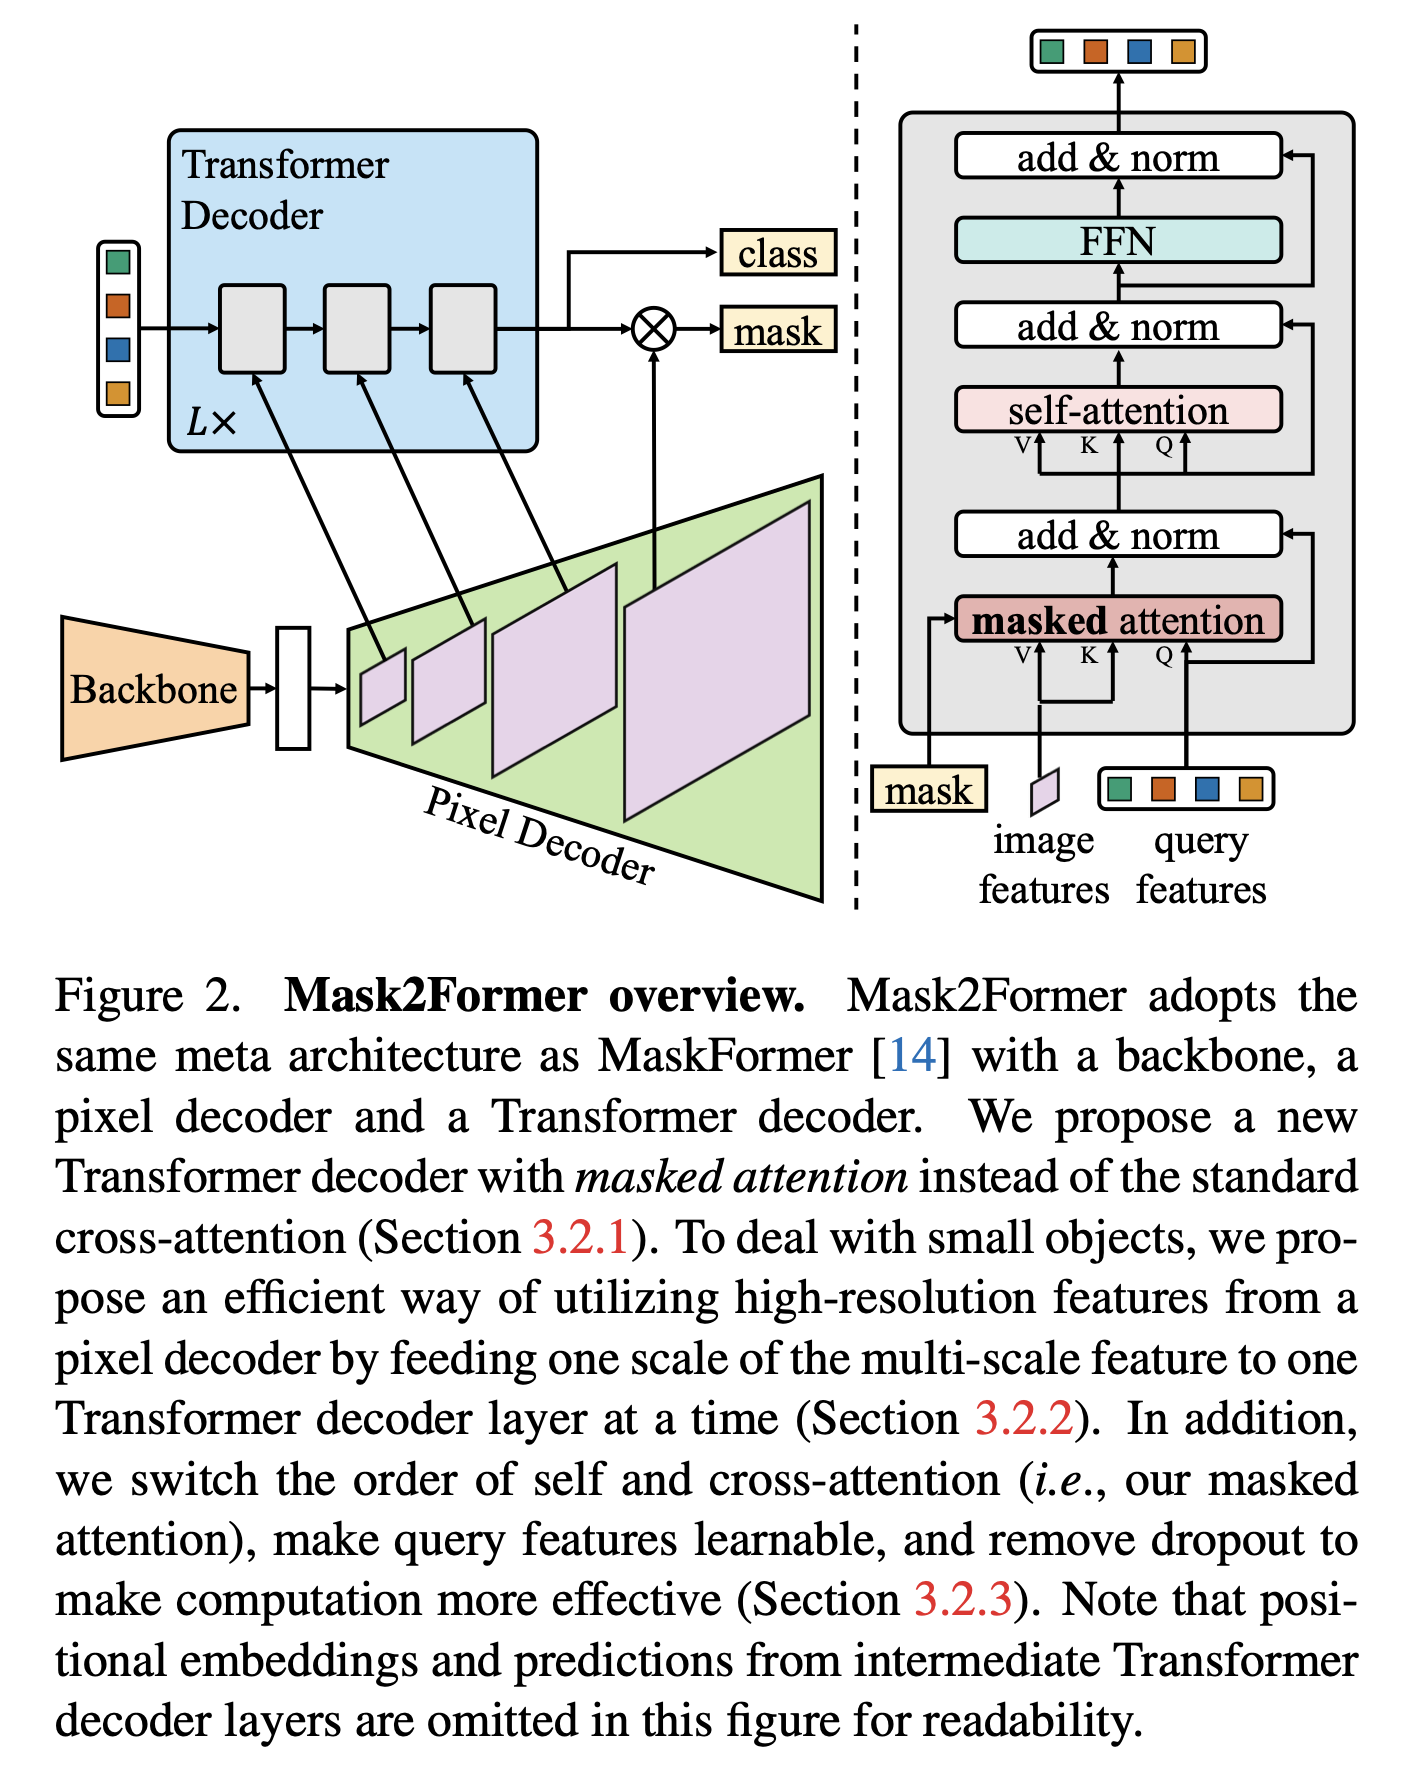 Transformer
Decoder
L×
class
mask
Backbone
Pixel Decoder
add & norm
FFN
add & norm
self-attention
V K Q
add & norm
masked attention
V K Q
mask
image
features
query
features
Figure 2. Mask2Former overview. Mask2Former adopts the
same meta architecture as MaskFormer [14] with a backbone, a
pixel decoder and a Transformer decoder. We propose a new
Transformer decoder with masked attention instead of the standard
cross-attention (Section 3.2.1). To deal with small objects, we pro-
pose an efficient way of utilizing high-resolution features from a
pixel decoder by feeding one scale of the multi-scale feature to one
Transformer decoder layer at a time (Section 3.2.2). In addition,
we switch the order of self and cross-attention (i.e., our masked
attention), make query features learnable, and remove dropout to
make computation more effective (Section 3.2.3). Note that posi-
tional embeddings and predictions from intermediate Transformer
decoder layers are omitted in this figure for readability.